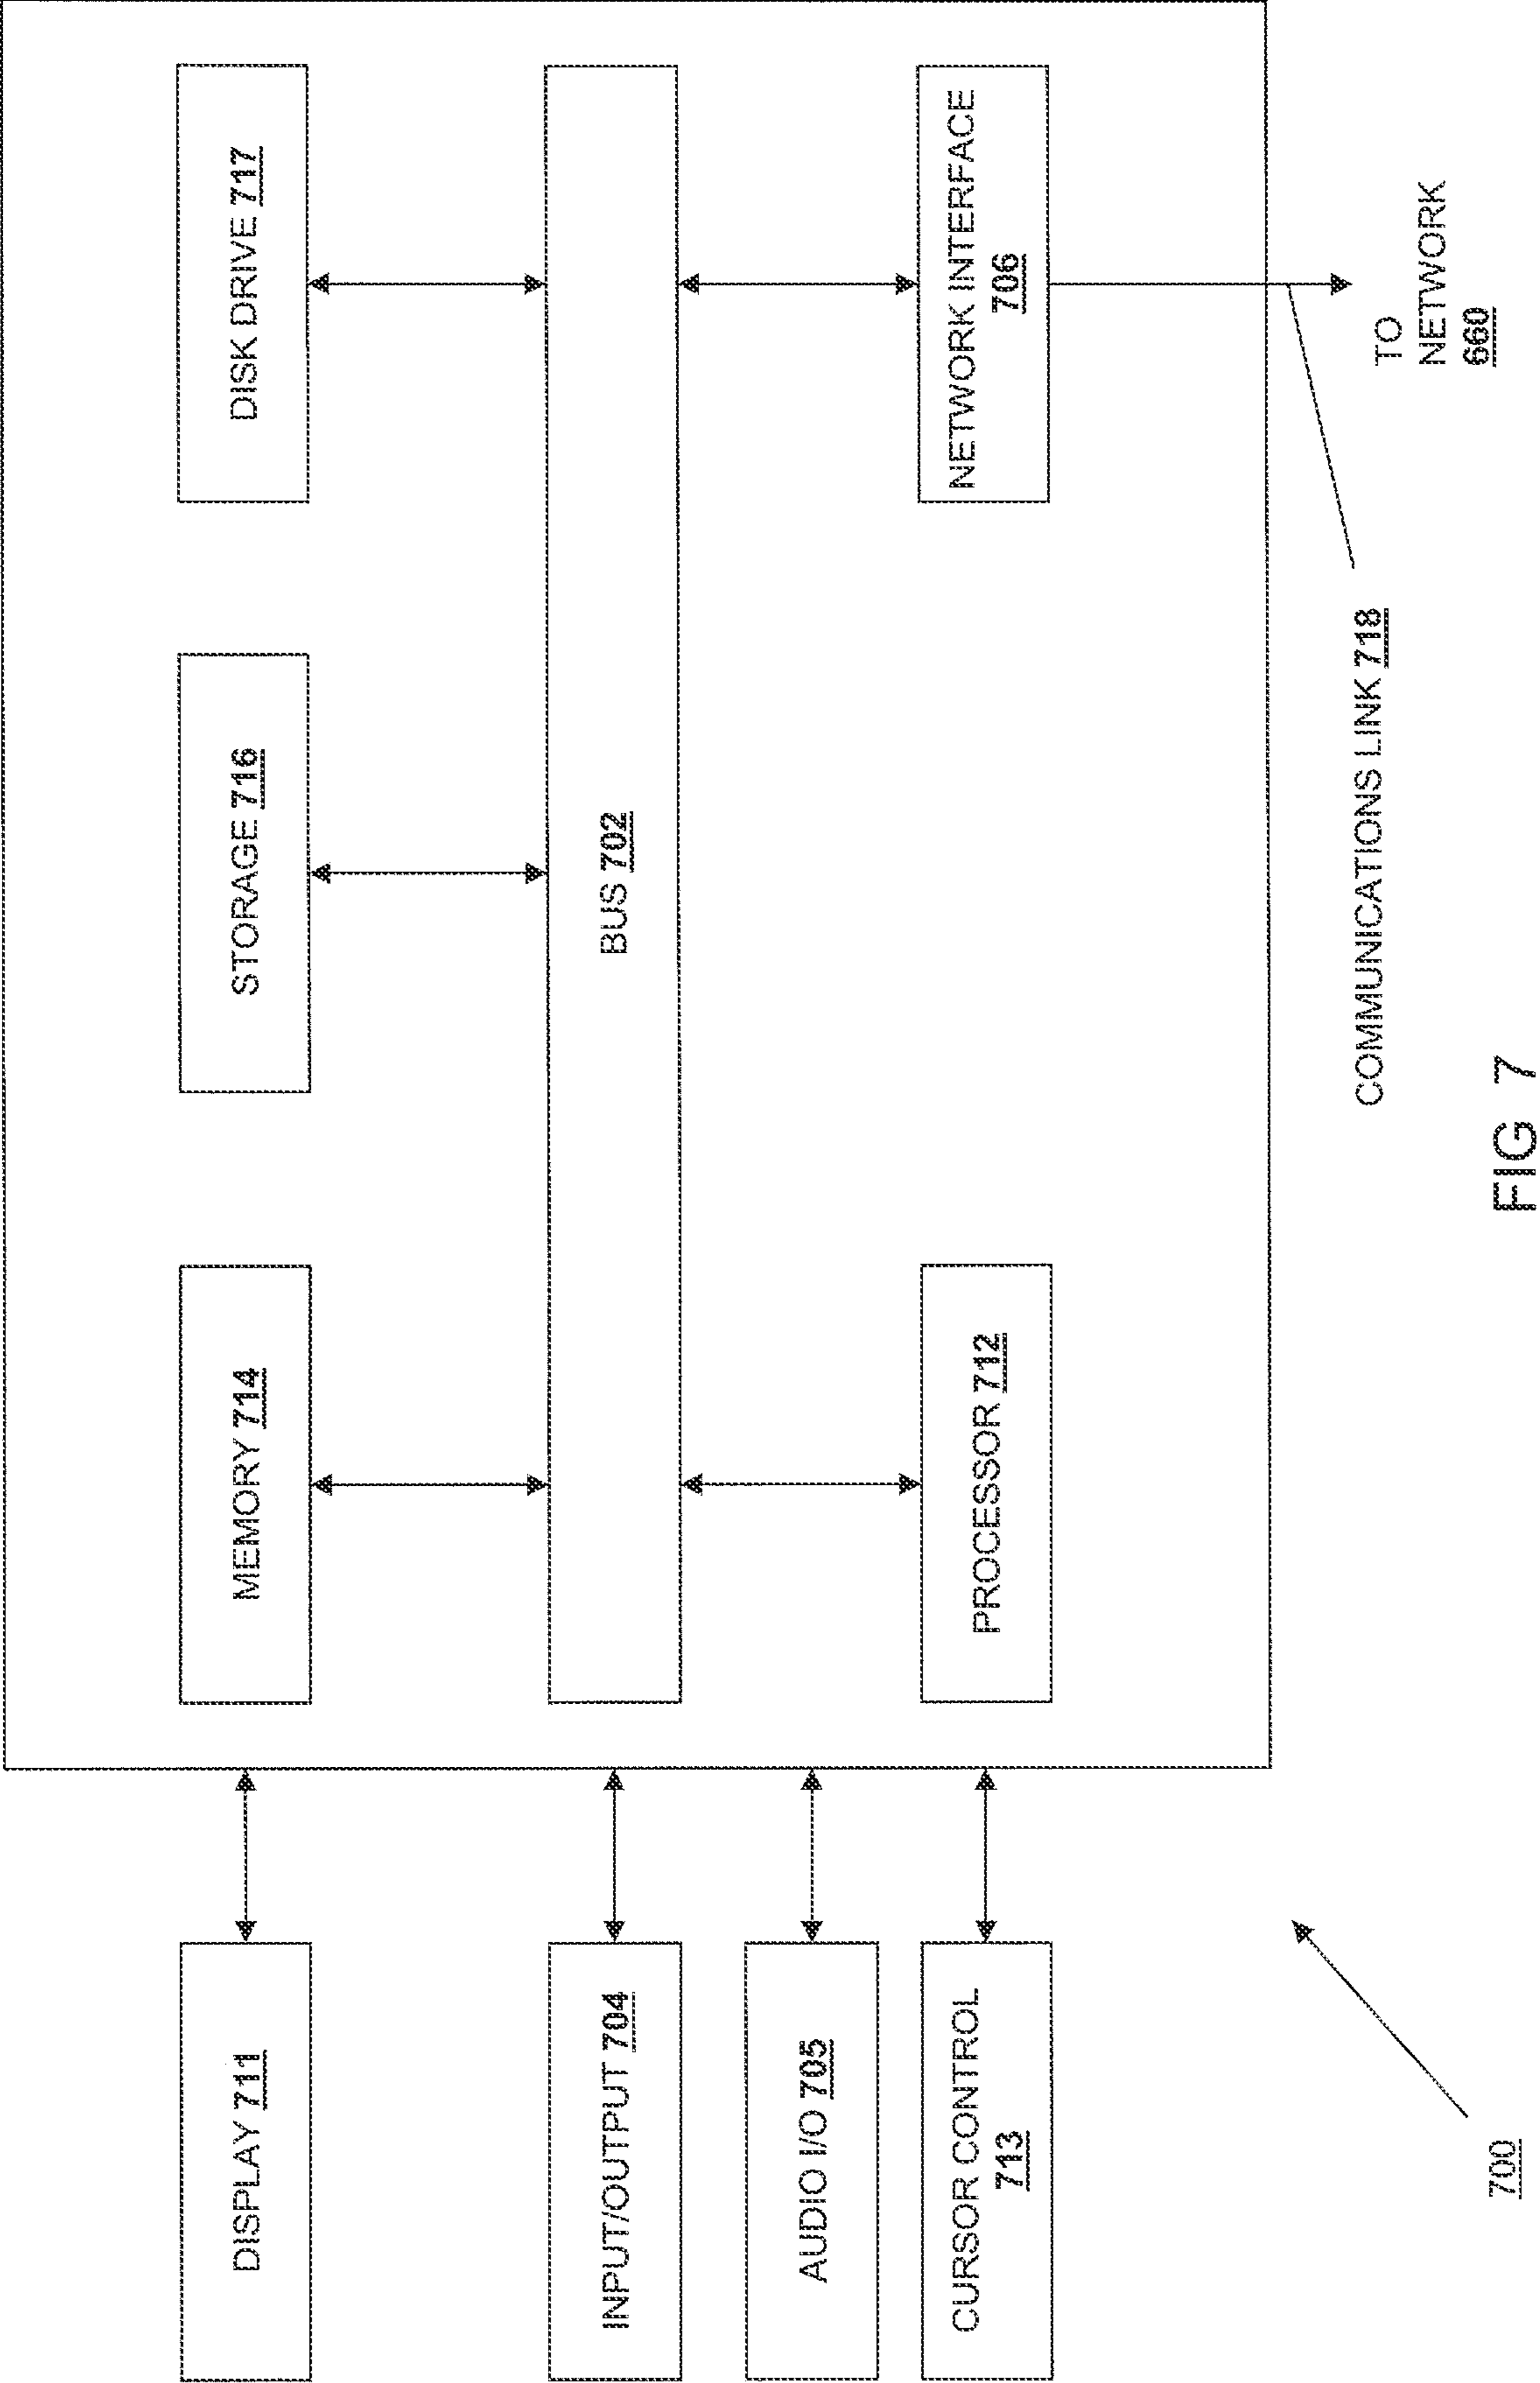 DISPLAY 711
MEMORY 714
STORAGE 716
DISK DRIVE 717
INPUT/OUTPUT 704
BUS 702
AUDIO I/O 705
CURSOR CONTROL
713
PROCESSOR 712
NETWORK INTERFACE
706
COMMUNICATIONS LINK 718
TO
NETWORK
660
700
FIG 7